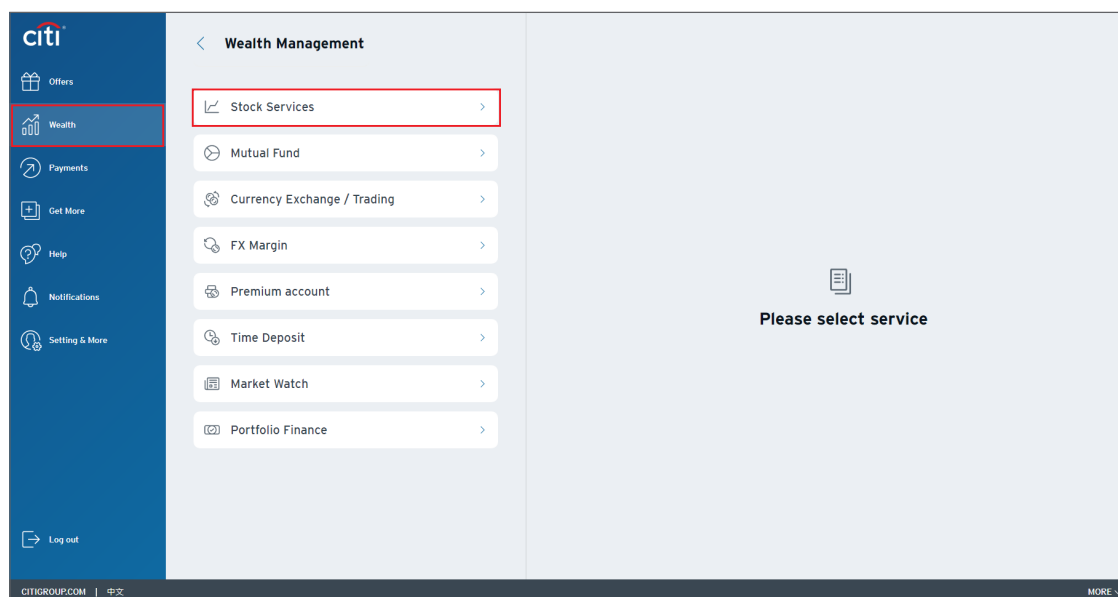 citi
Offers
Wealth
Payments
Get More
Help
Notifications
Setting & More
Log out
Wealth Management
Stock Services
Mutual Fund
Currency Exchange / Trading
FX Margin
Premium account
Time Deposit
Market Watch
Portfolio Finance
Please select service
CITIGROUP.COM | 中文
MORE